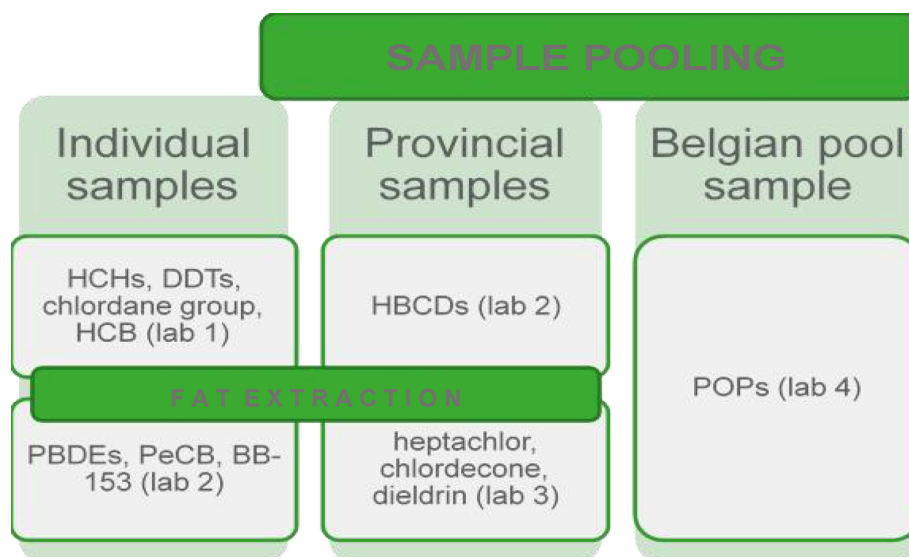 SAMPLE POOLING
Individual
samples
Provincial
samples
Belgian pool
sample
HCHs, DDTs,
chlordane group,
HCB (lab 1)
HBCDs (lab 2)
POPs (lab 4)
FAT EXTRACTION
PBDEs, PeCB, BB-
153 (lab 2)
heptachlor,
chlordecone,
dieldrin (lab 3)